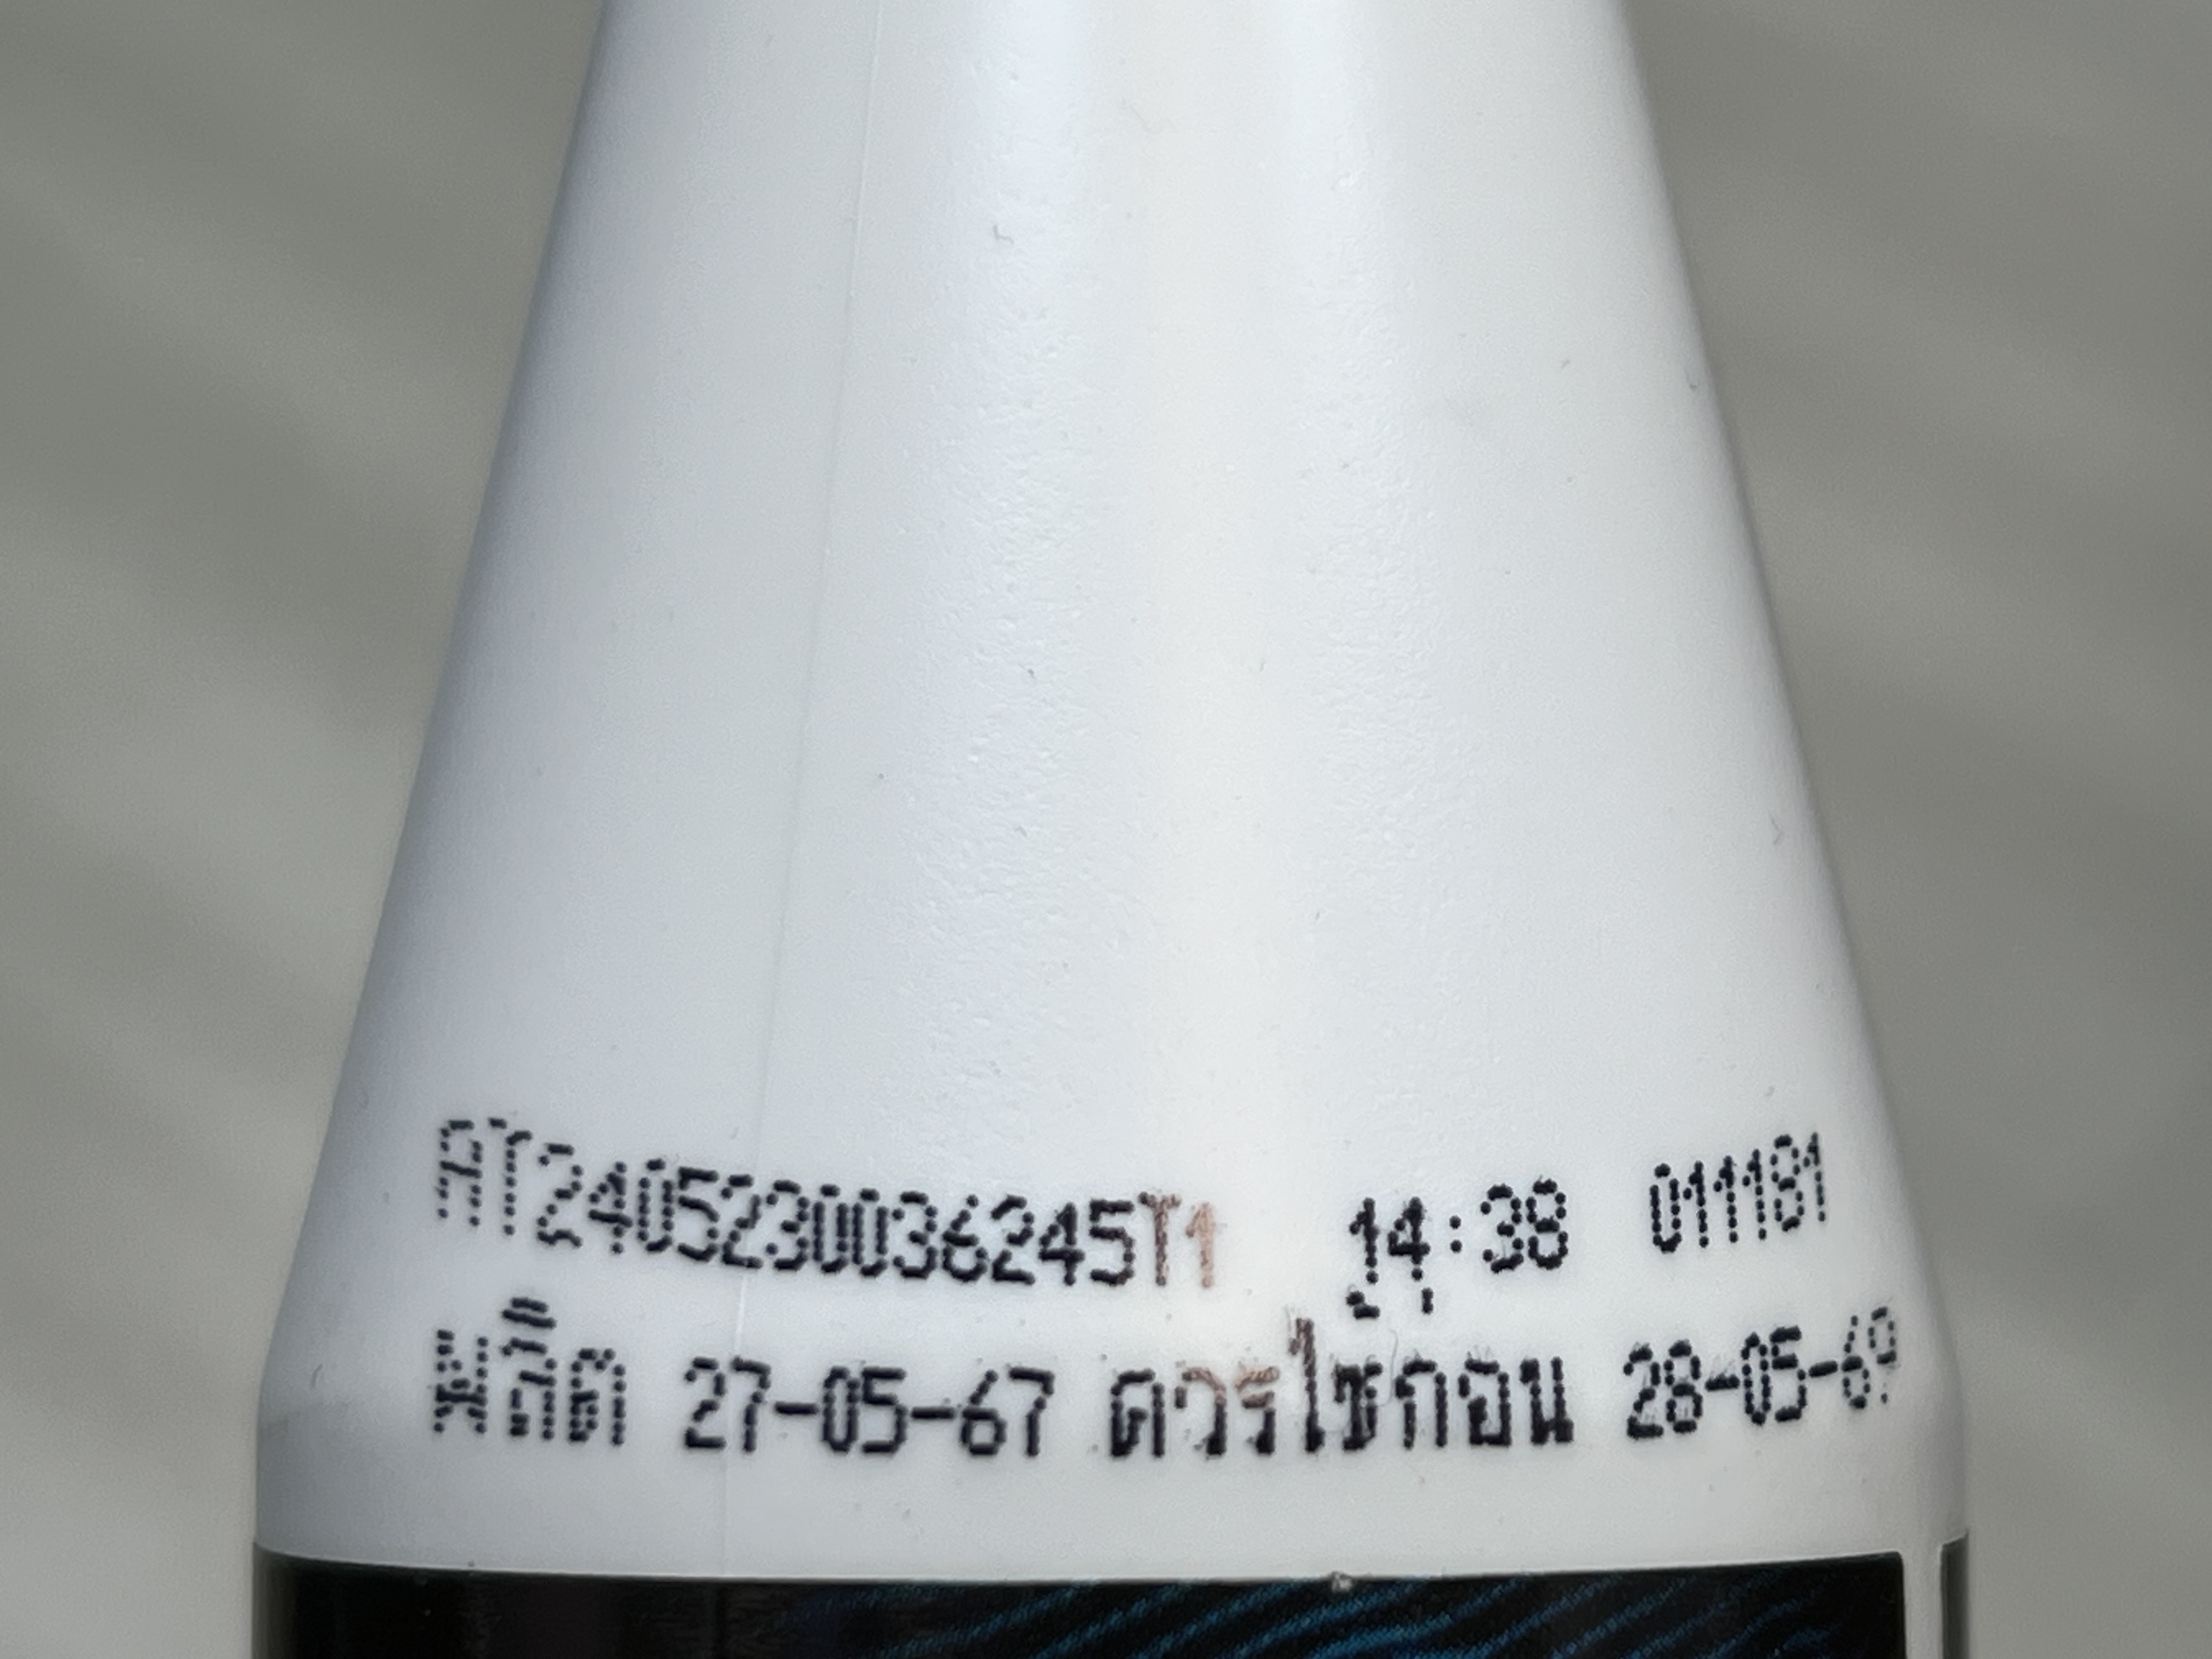 AT2405230036245T1 14:38 011181
ผลิต 27-05-67 ควรใช้ก่อน 28-05-69